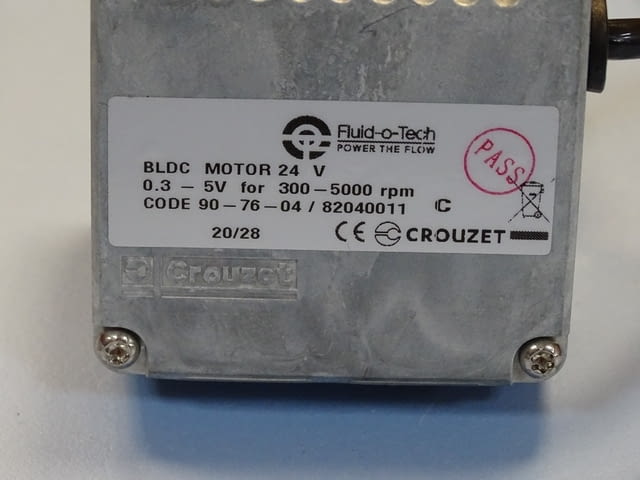 Fluid-o-Tech
POWER THE FLOW
PASS
BLDC MOTOR 24 V
0.3 – 5V for 300 – 5000 rpm
CODE 90 – 76 – 04 / 82040011 C
20/28 CE CROUZET
Crouzet